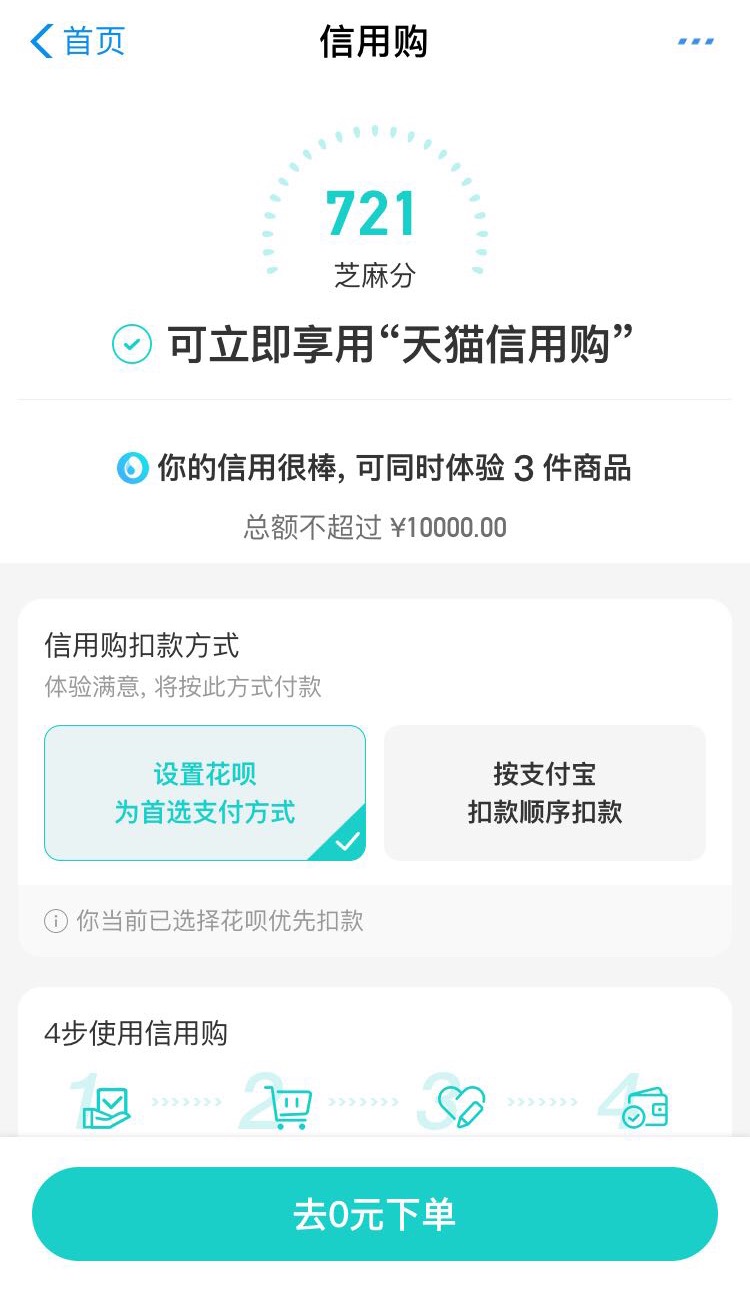 首页
信用购
721
芝麻分
可立即享用“天猫信用购”
你的信用很棒, 可同时体验 3 件商品
总额不超过 ¥10000.00
信用购扣款方式
体验满意, 将按此方式付款
设置花呗
为首选支付方式
按支付宝
扣款顺序扣款
你当前已选择花呗优先扣款
4步使用信用购
1 2 3 4
去0元下单